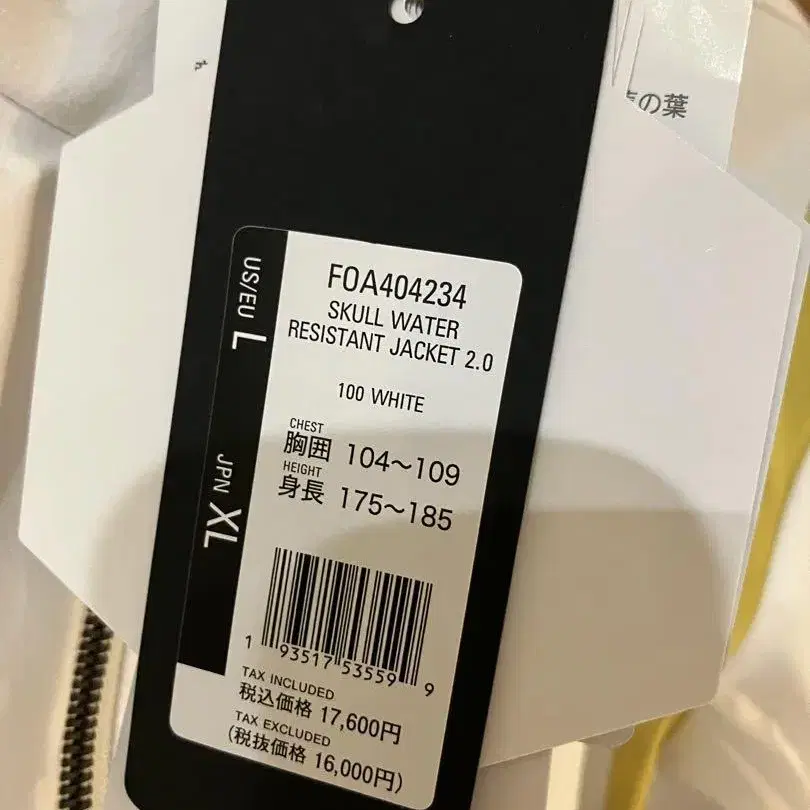 の葉
US/EU L
JPN XL
FOA404234
SKULL WATER
RESISTANT JACKET 2.0
100 WHITE
CHEST
胸囲 104～109
HEIGHT
身長 175～185
1 93517 53559 9
TAX INCLUDED
税込価格 17,600円
TAX EXCLUDED
(税抜価格 16,000円)